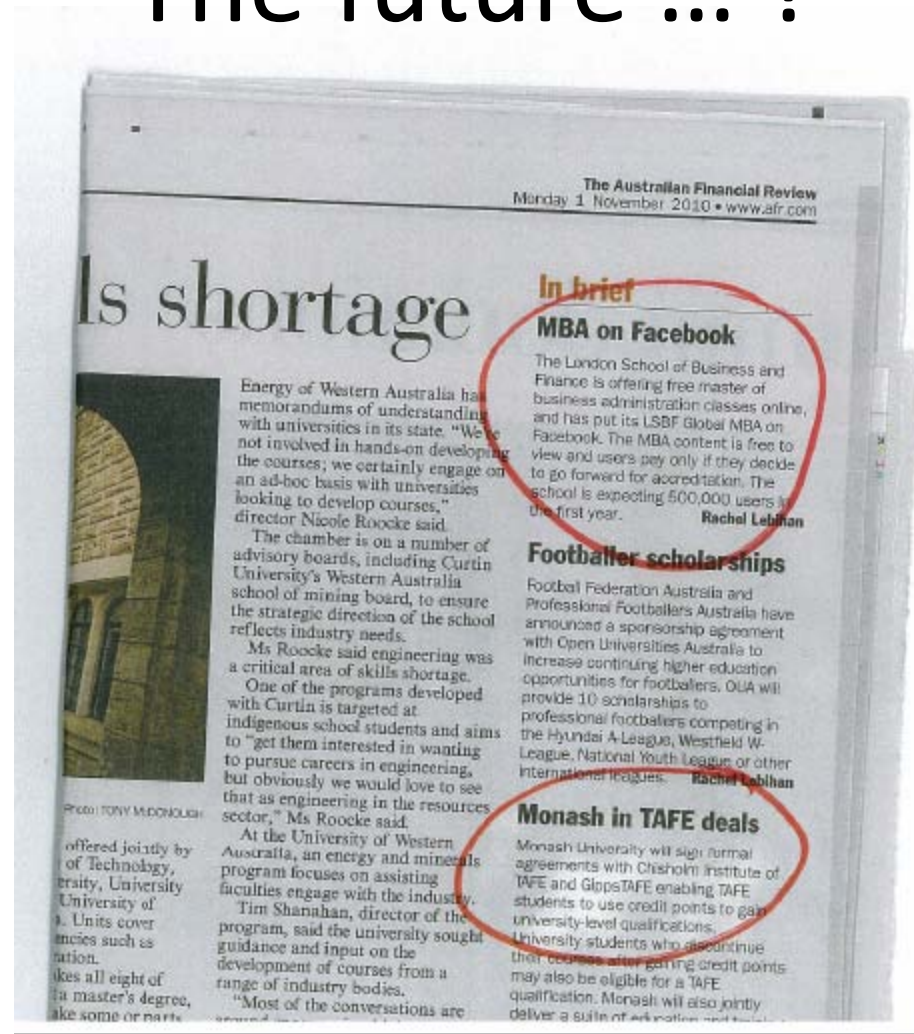 The future ... ?
The Australian Financial Review
Monday 1 November 2010 • www.afr.com
ls shortage
Energy of Western Australia has
memorandums of understanding
with universities in its state. "We're
not involved in hands-on developing
the courses; we certainly engage on
an ad-hoc basis with universities
looking to develop courses,"
director Nicole Roocke said.
The chamber is on a number of
advisory boards, including Curtin
University's Western Australia
school of mining board, to ensure
the strategic direction of the school
reflects industry needs.
Ms Roocke said engineering was
a critical area of skills shortage.
One of the programs developed
with Curtin is targeted at
indigenous school students and aims
to "get them interested in wanting
to pursue careers in engineering,
but obviously we would love to see
that as engineering in the resources
sector," Ms Roocke said.
At the University of Western
Australia, an energy and minerals
program focuses on assisting
faculties engage with the industry.
Tim Shanahan, director of the
program, said the university sought
guidance and input on the
development of courses from a
range of industry bodies.
"Most of the conversations are
Photo: TONY McDONOUGH
offered jointly by
of Technology,
ersity, University
University of
. Units cover
encies such as
ration.
kes all eight of
a master's degree,
ake some or parts
In brief
MBA on Facebook
The London School of Business and
Finance is offering free master of
business administration classes online,
and has put its LSBF Global MBA on
Facebook. The MBA content is free to
view and users pay only if they decide
to go forward for accreditation. The
school is expecting 500,000 users in
the first year. Rachel Lebihan
Footballer scholarships
Football Federation Australia and
Professional Footballers Australia have
announced a sponsorship agreement
with Open Universities Australia to
increase continuing higher education
opportunities for footballers. OUA will
provide 10 scholarships to
professional footballers competing in
the Hyundai A-League, Westfield W-
League, National Youth League or other
international leagues. Rachel Lebihan
Monash in TAFE deals
Monash University will sign formal
agreements with Chisholm Institute of
TAFE and GippsTAFE enabling TAFE
students to use credit points to gain
university-level qualifications.
University students who discontinue
their courses after gaining credit points
may also be eligible for a TAFE
qualification. Monash will also jointly
deliver a suite of education and